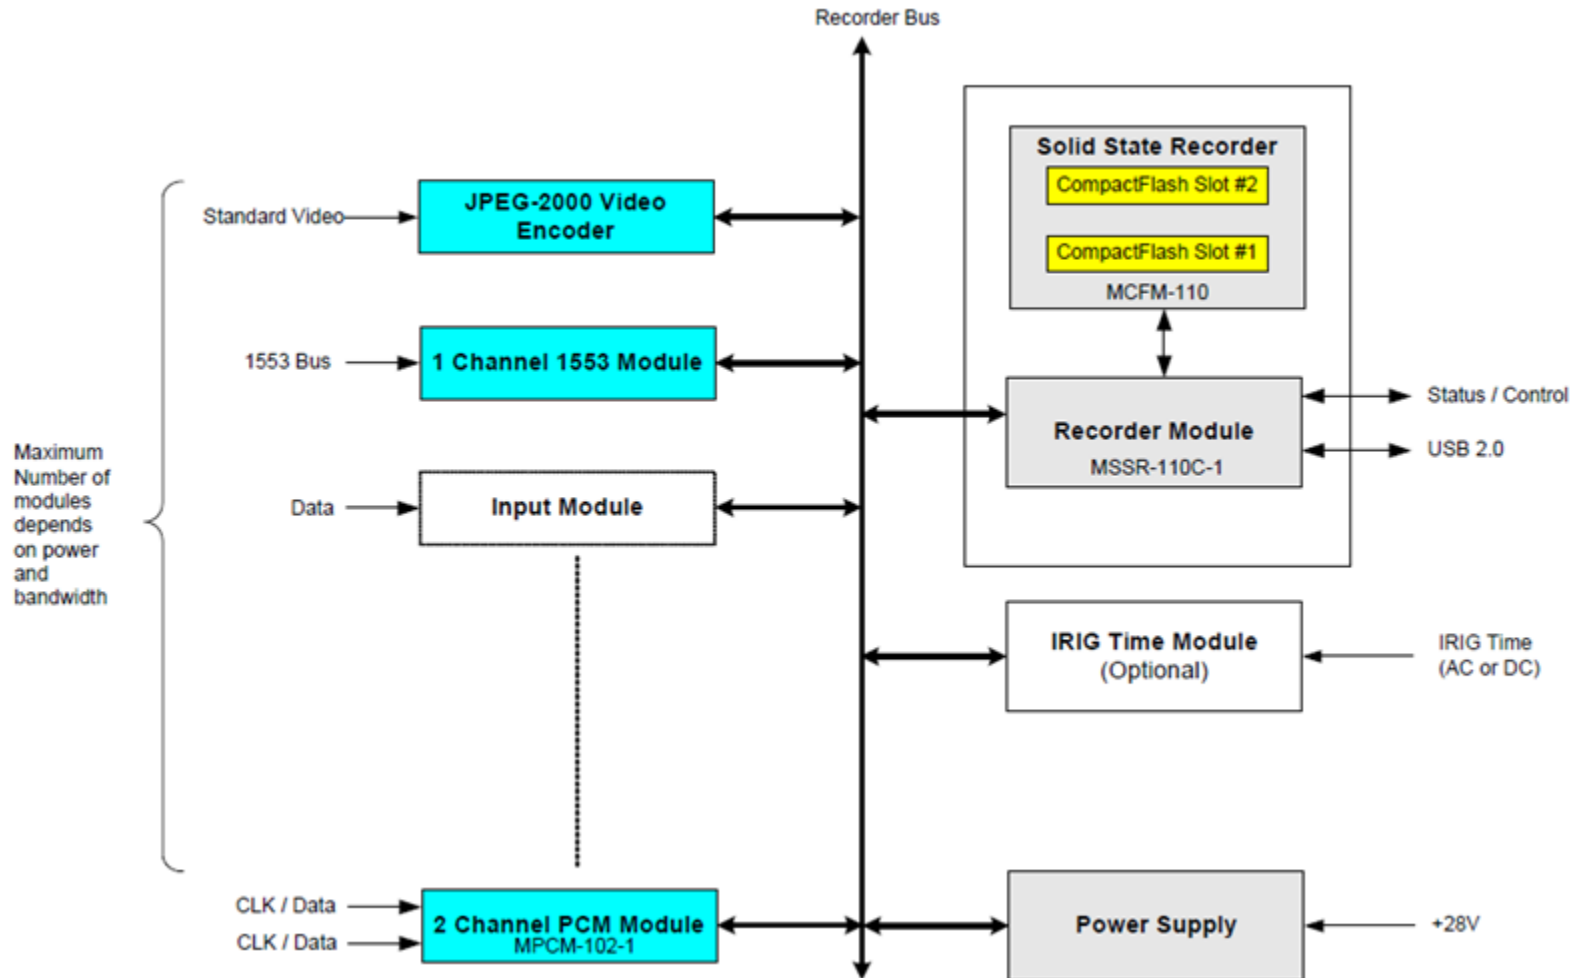 Recorder Bus
Solid State Recorder
CompactFlash Slot #2
CompactFlash Slot #1
MCFM-110
Standard Video
JPEG-2000 Video
Encoder
1553 Bus
1 Channel 1553 Module
Recorder Module
MSSR-110C-1
Status / Control
USB 2.0
Maximum
Number of
modules
depends
on power
and
bandwidth
Data
Input Module
IRIG Time Module
(Optional)
IRIG Time
(AC or DC)
CLK / Data
CLK / Data
2 Channel PCM Module
MPCM-102-1
Power Supply
+28V